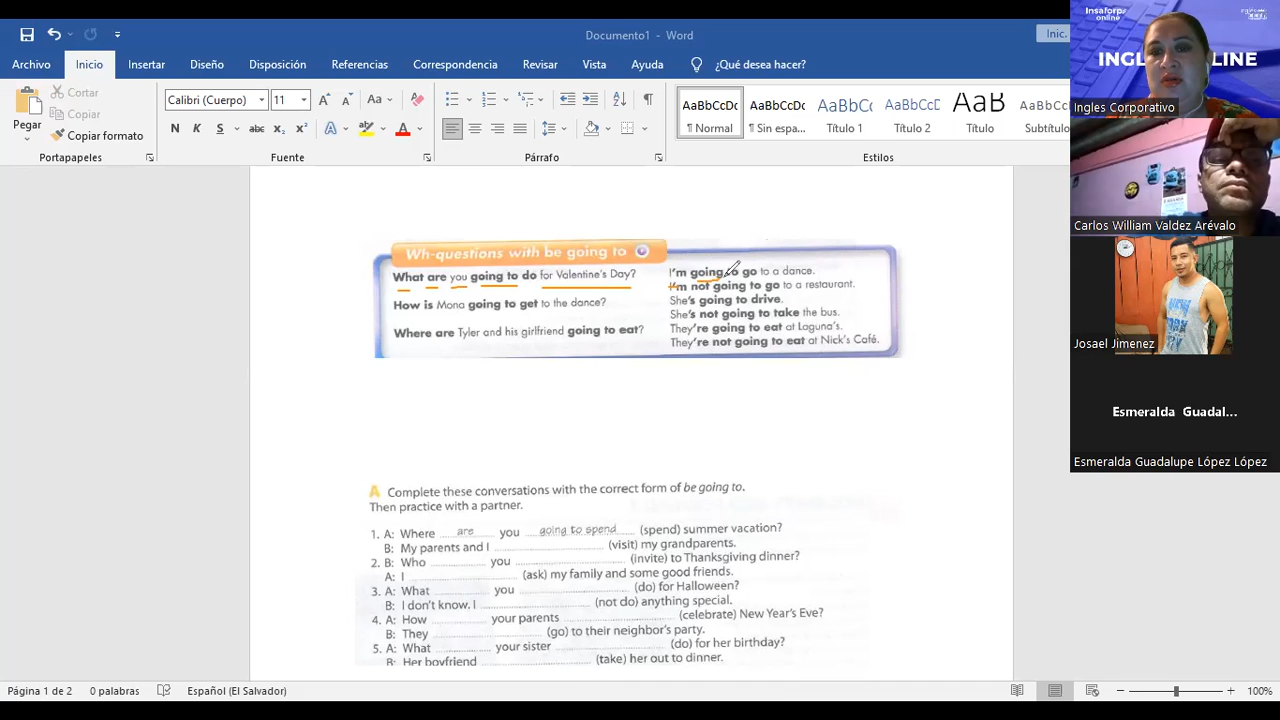 Documento1 - Word
Inic.
Archivo Inicio Insertar Diseño Disposición Referencias Correspondencia Revisar Vista Ayuda ¿Qué desea hacer?
Pegar
Cortar
Copiar
Copiar formato
Portapapeles
Calibri (Cuerpo) 11
Fuente
Párrafo
AaBbCcDc AaBbCcDc AaBbCcDc AaBbCcDc AaB AaBbCcD
¶ Normal ¶ Sin espa... Título 1 Título 2 Título Subtítulo
Estilos
Wh-questions with be going to
What are you going to do for Valentine's Day?
How is Mona going to get to the dance?
Where are Tyler and his girlfriend going to eat?
I'm going to go to a dance.
I'm not going to go to a restaurant.
She's going to drive.
She's not going to take the bus.
They're going to eat at Laguna's.
They're not going to eat at Nick's Café.
A Complete these conversations with the correct form of be going to.
Then practice with a partner.
1. A: Where are you going to spend (spend) summer vacation?
B: My parents and I (visit) my grandparents.
2. B: Who you (invite) to Thanksgiving dinner?
A: I (ask) my family and some good friends.
3. A: What you (do) for Halloween?
B: I don't know. I (not do) anything special.
4. A: How your parents (celebrate) New Year's Eve?
B: They (go) to their neighbor's party.
5. A: What your sister (do) for her birthday?
B: Her boyfriend (take) her out to dinner.
Página 1 de 2 0 palabras Español (El Salvador) 100%
Insaforp
online
INGL LINE
Ingles Corporativo
Carlos William Valdez Arévalo
Josael Jimenez
Esmeralda Guadal...
Esmeralda Guadalupe López López